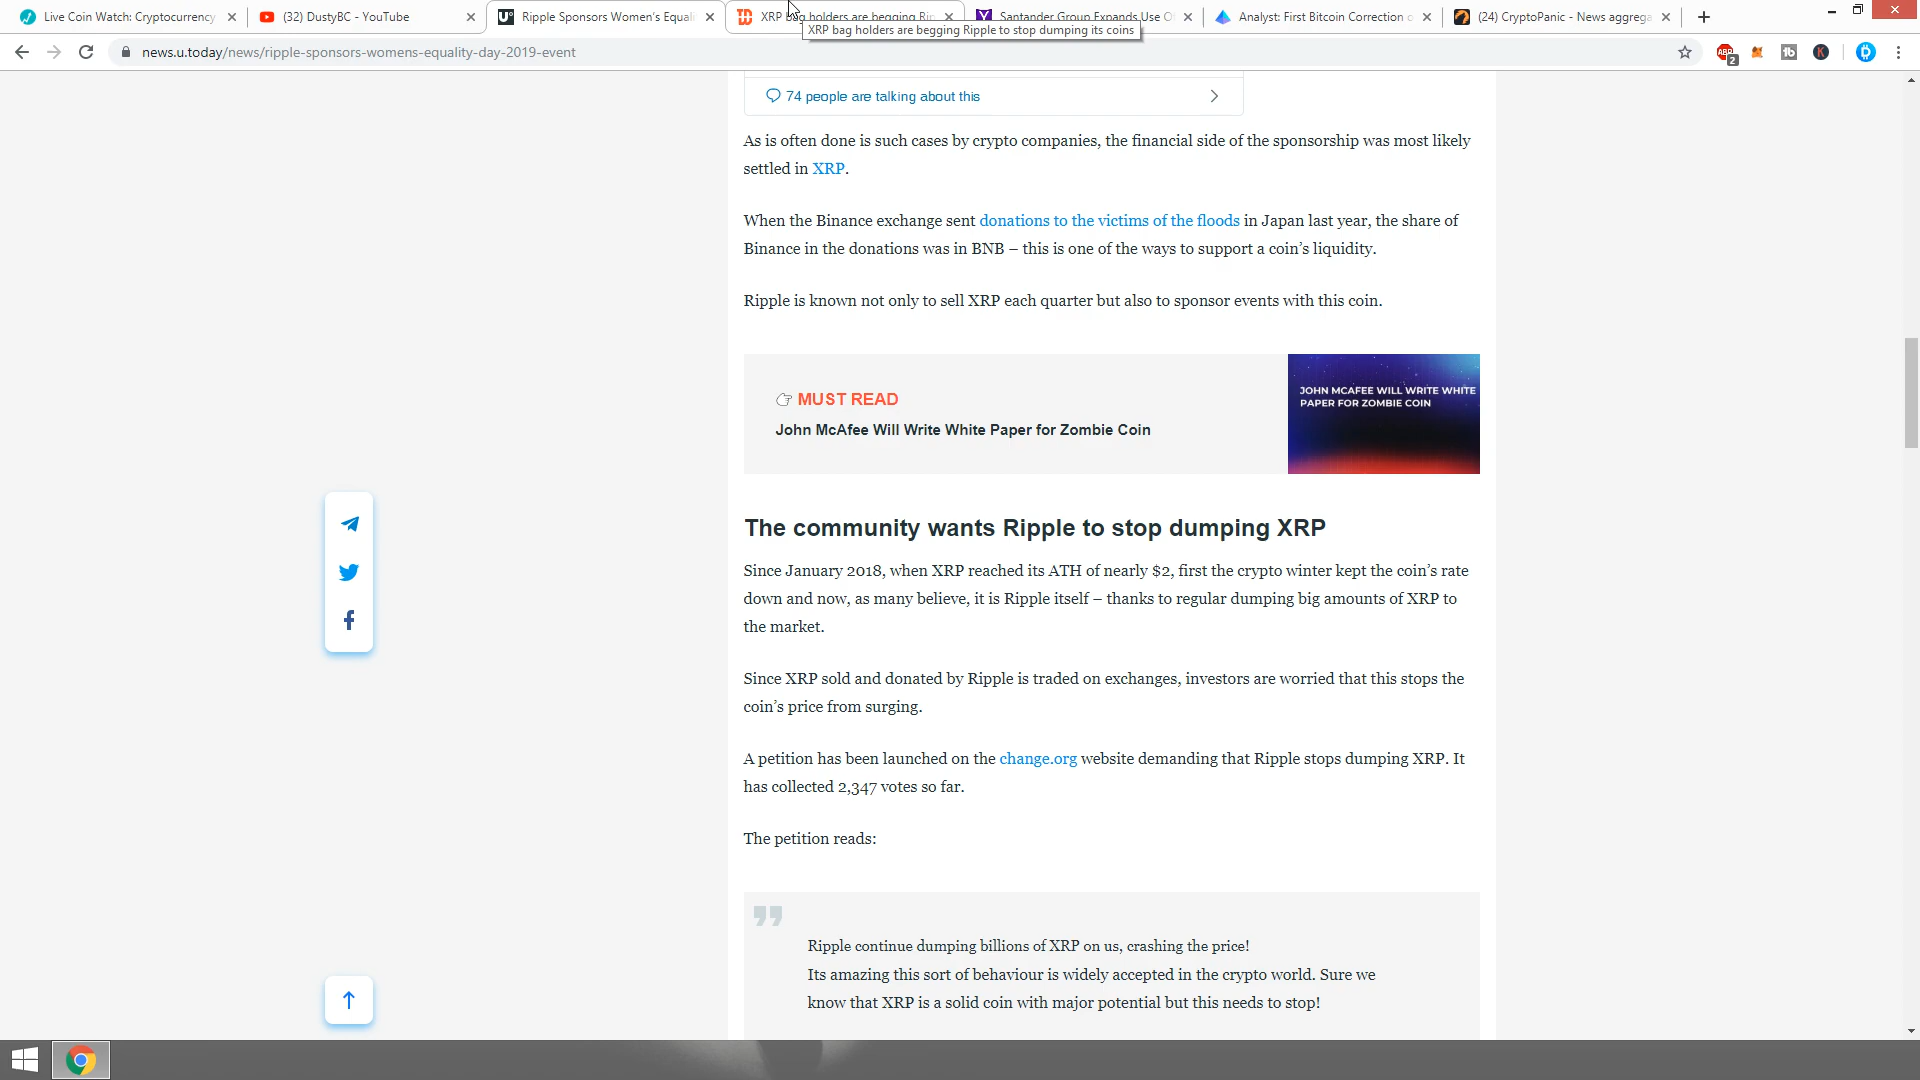 Live Coin Watch: Cryptocurrency
(32) DustyBC - YouTube
Ripple Sponsors Women's Equal
XRP bag holders are begging Rip
Santander Group Expands Use O
Analyst: First Bitcoin Correction o
(24) CryptoPanic - News aggrega
XRP bag holders are begging Ripple to stop dumping its coins
news.u.today/news/ripple-sponsors-womens-equality-day-2019-event
ABP
2
tb
K
74 people are talking about this
As is often done is such cases by crypto companies, the financial side of the sponsorship was most likely
settled in XRP.
When the Binance exchange sent donations to the victims of the floods in Japan last year, the share of
Binance in the donations was in BNB – this is one of the ways to support a coin’s liquidity.
Ripple is known not only to sell XRP each quarter but also to sponsor events with this coin.
MUST READ
John McAfee Will Write White Paper for Zombie Coin
JOHN MCAFEE WILL WRITE WHITE
PAPER FOR ZOMBIE COIN
The community wants Ripple to stop dumping XRP
Since January 2018, when XRP reached its ATH of nearly $2, first the crypto winter kept the coin’s rate
down and now, as many believe, it is Ripple itself – thanks to regular dumping big amounts of XRP to
the market.
Since XRP sold and donated by Ripple is traded on exchanges, investors are worried that this stops the
coin’s price from surging.
A petition has been launched on the change.org website demanding that Ripple stops dumping XRP. It
has collected 2,347 votes so far.
The petition reads:
Ripple continue dumping billions of XRP on us, crashing the price!
Its amazing this sort of behaviour is widely accepted in the crypto world. Sure we
know that XRP is a solid coin with major potential but this needs to stop!